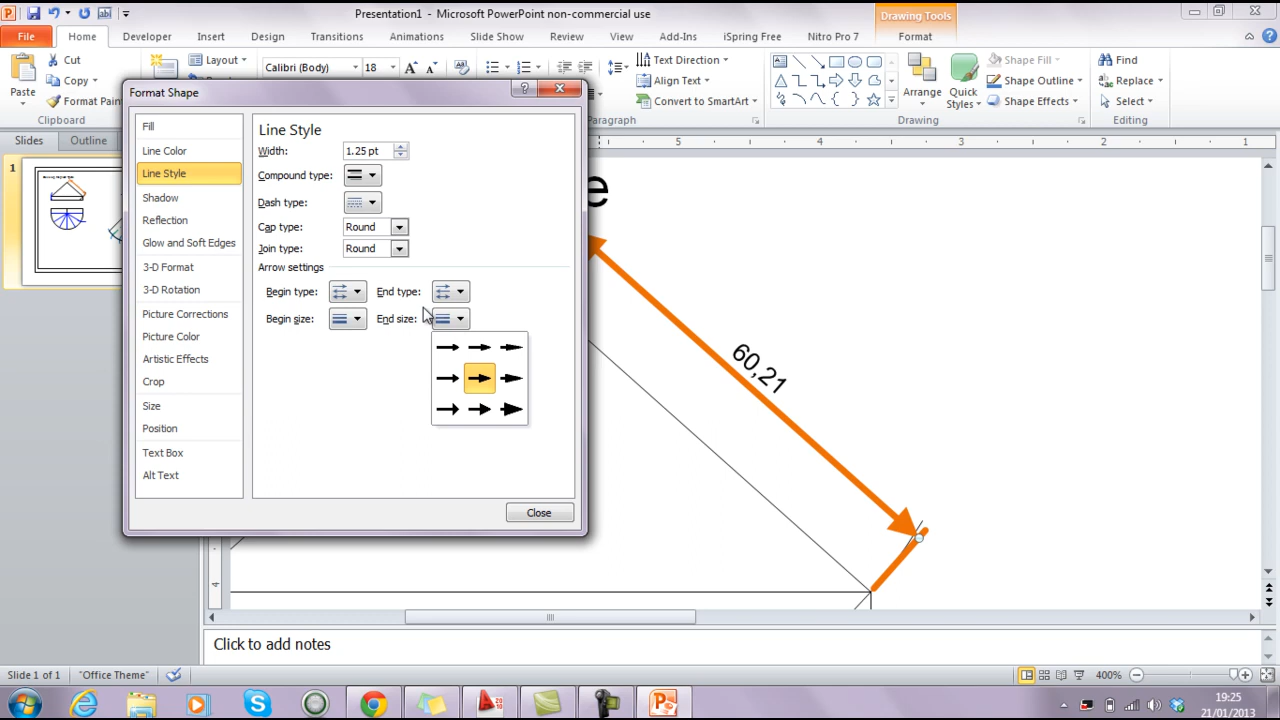 Presentation1 - Microsoft PowerPoint non-commercial use
Drawing Tools
File Home Developer Insert Design Transitions Animations Slide Show Review View Add-Ins iSpring Free Nitro Pro 7 Format
Paste
Cut
Copy
Format Paint
Clipboard
Layout
Calibri (Body) 18
Text Direction
Align Text
Convert to SmartArt
Paragraph
Arrange
Quick Styles
Shape Fill
Shape Outline
Shape Effects
Drawing
Find
Replace
Select
Editing
Slides Outline
1
5 4 3 2 1
Format Shape
Fill
Line Color
Line Style
Shadow
Reflection
Glow and Soft Edges
3-D Format
3-D Rotation
Picture Corrections
Picture Color
Artistic Effects
Crop
Size
Position
Text Box
Alt Text
Line Style
Width: 1.25 pt
Compound type:
Dash type:
Cap type: Round
Join type: Round
Arrow settings
Begin type: End type:
Begin size: End size:
Close
e
60,21
4
Click to add notes
Slide 1 of 1 "Office Theme" 400%
19:25
21/01/2013